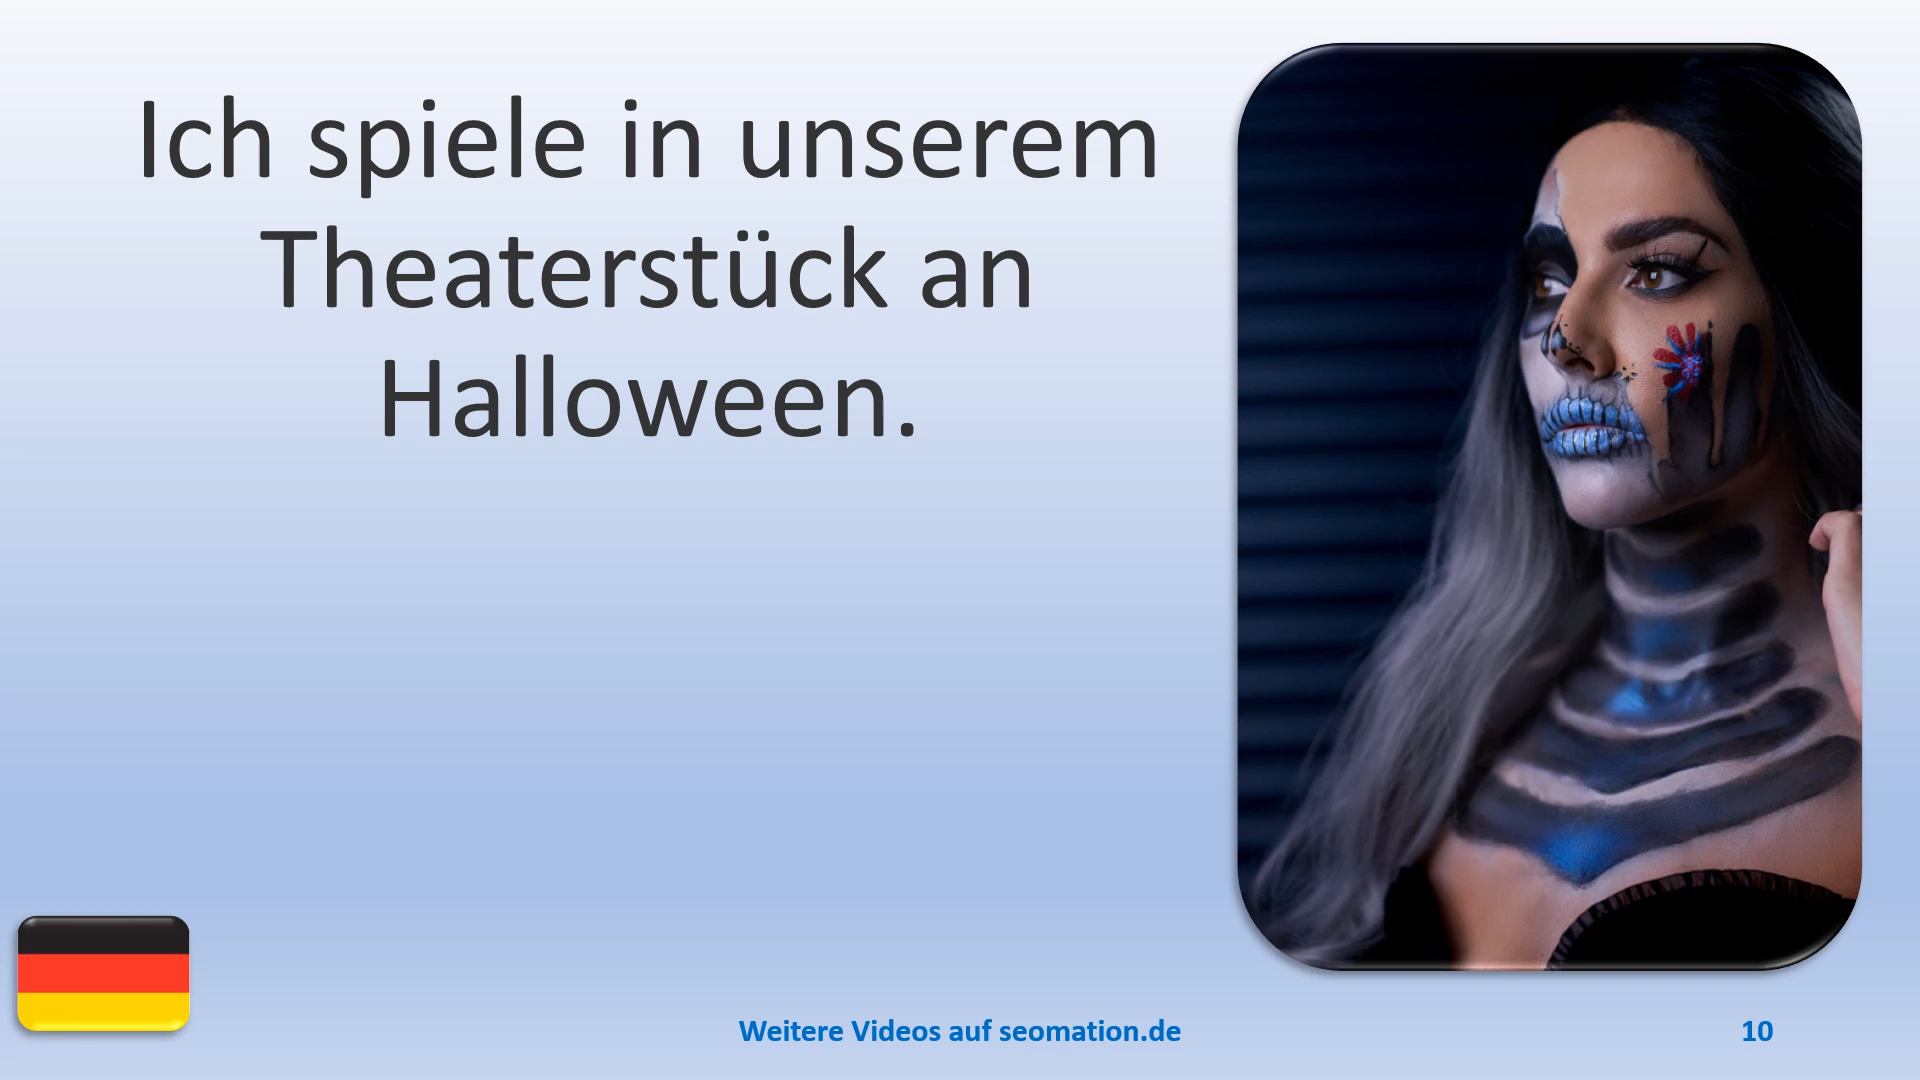 Ich spiele in unserem
Theaterstück an
Halloween.
Weitere Videos auf seomation.de
10